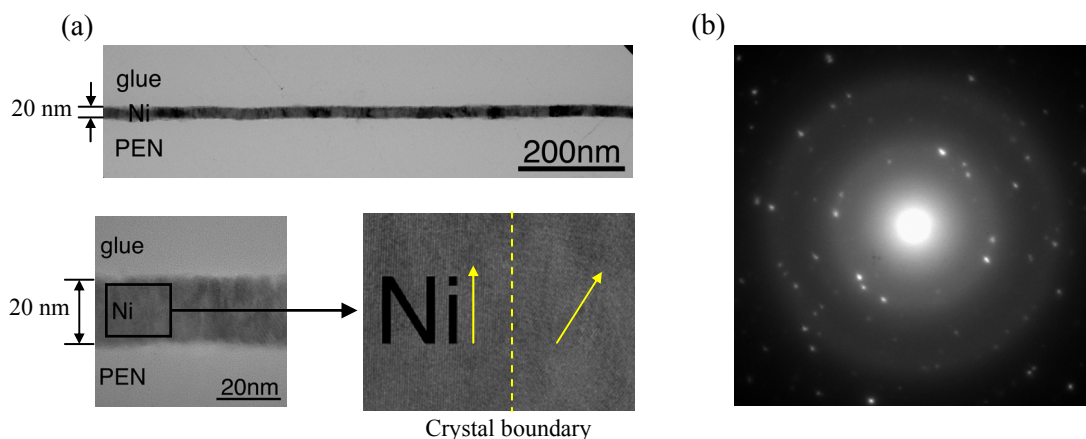 (a)
(b)
glue
20 nm
Ni
PEN
200nm
glue
20 nm
Ni
PEN
20nm
Ni
Crystal boundary